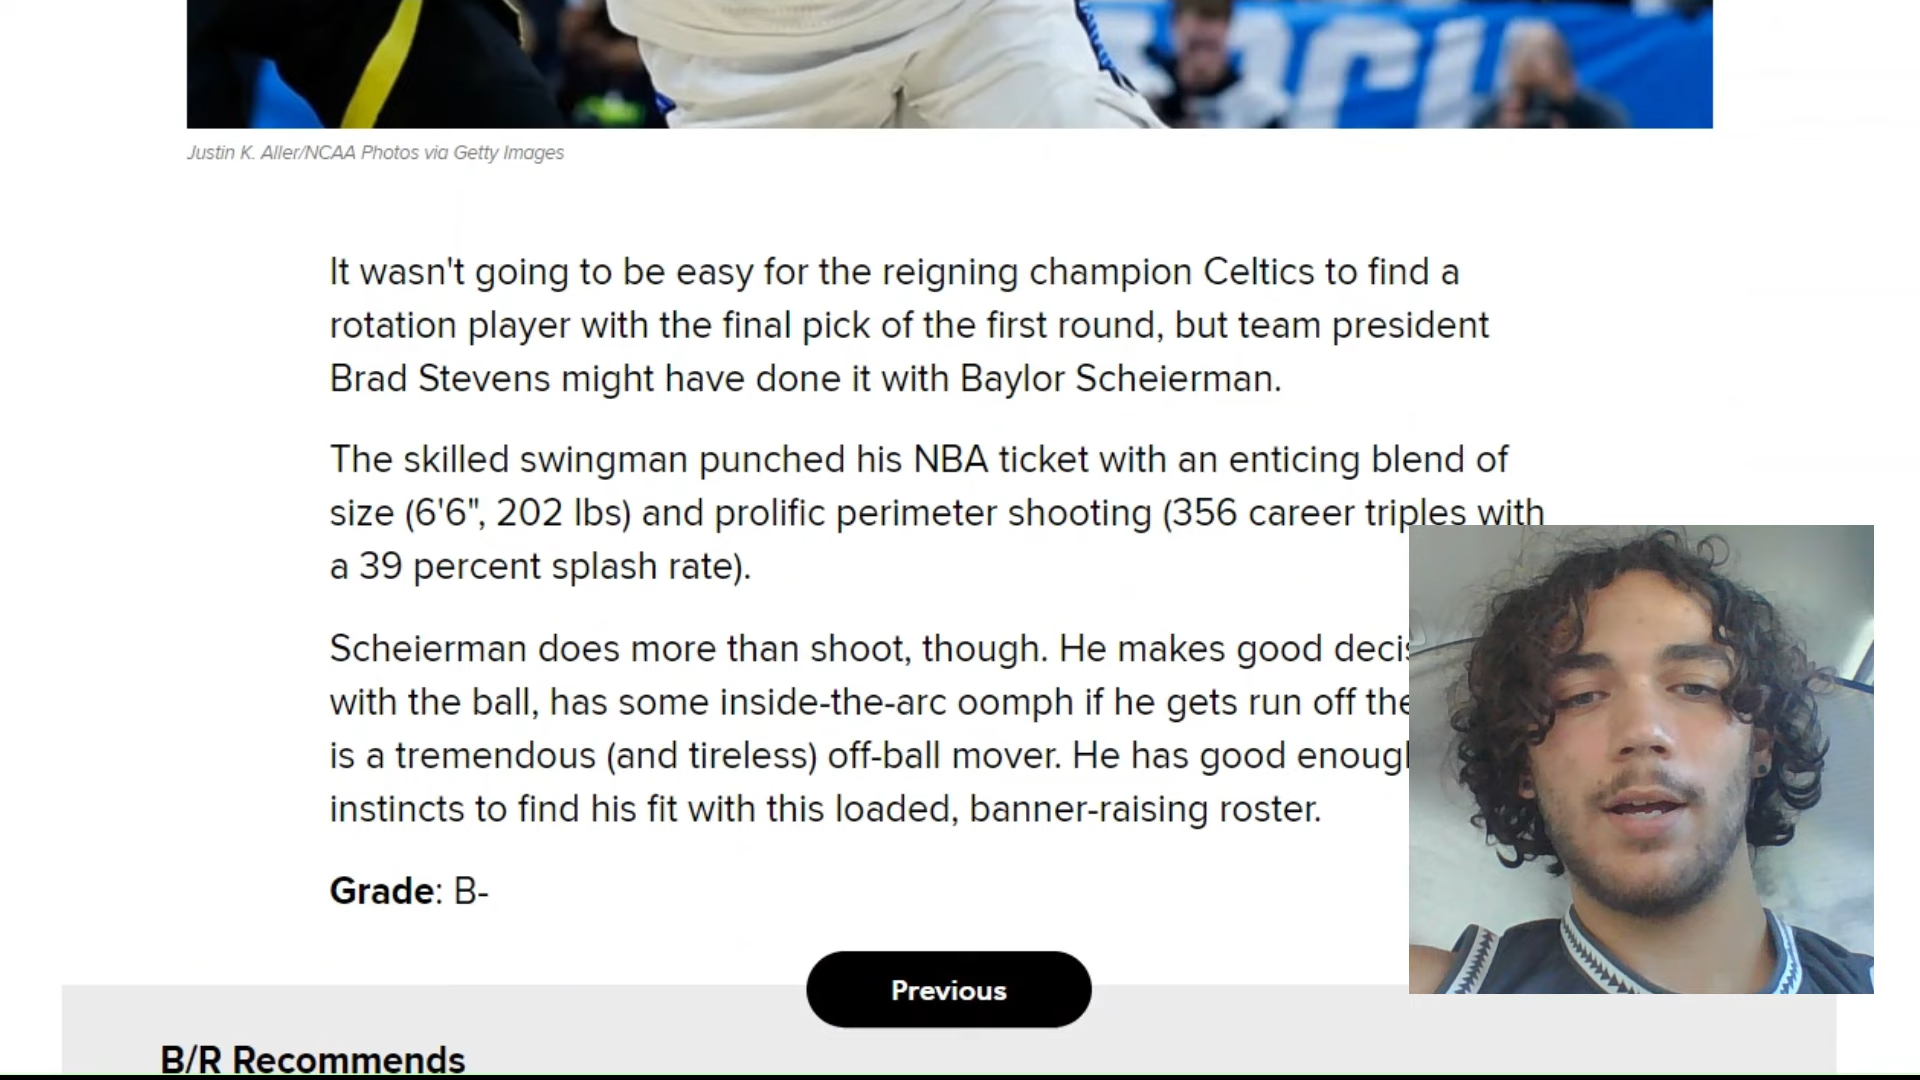 Justin K. Aller/NCAA Photos via Getty Images
It wasn't going to be easy for the reigning champion Celtics to find a
rotation player with the final pick of the first round, but team president
Brad Stevens might have done it with Baylor Scheierman.
The skilled swingman punched his NBA ticket with an enticing blend of
size (6'6", 202 lbs) and prolific perimeter shooting (356 career triples with
a 39 percent splash rate).
Scheierman does more than shoot, though. He makes good
with the ball, has some inside-the-arc oomph if he gets run off
is a tremendous (and tireless) off-ball mover. He has good
instincts to find his fit with this loaded, banner-raising roster.
Grade: B-
Previous
B/R Recommends